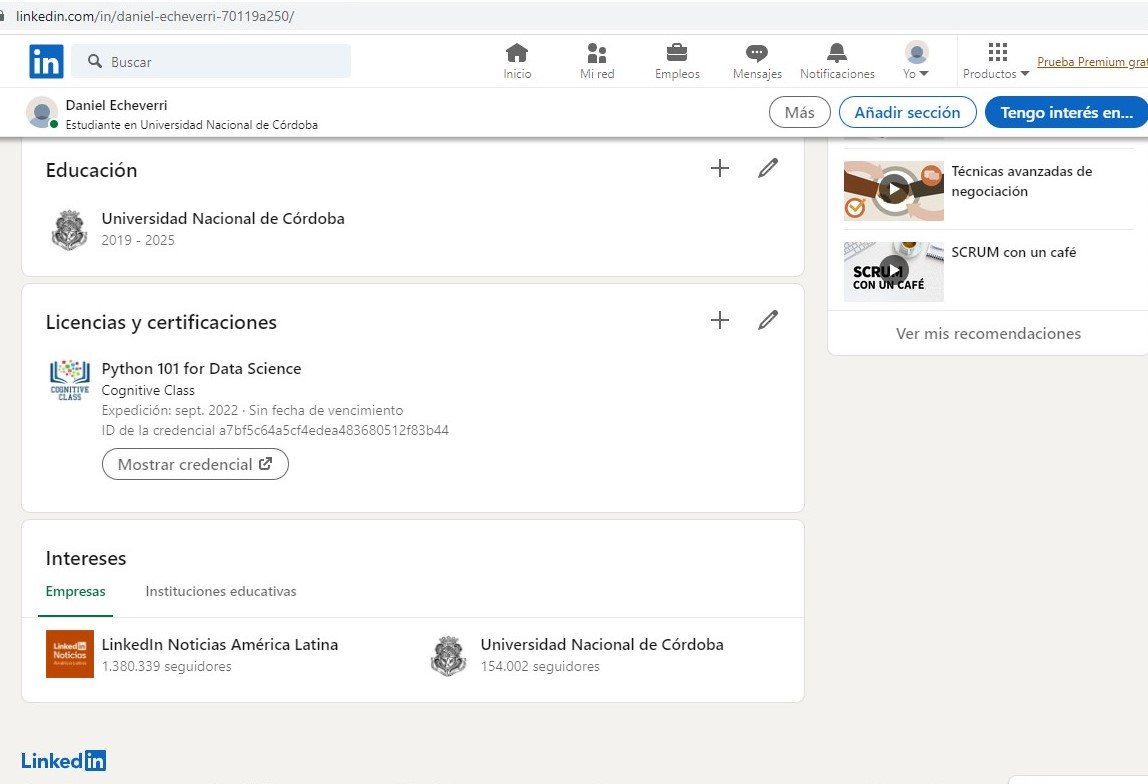 linkedin.com/in/daniel-echeverri-70119a250/
in
Buscar
Inicio
Mi red
Empleos
Mensajes
Notificaciones
Yo
Productos
Prueba Premium grat
Daniel Echeverri
Estudiante en Universidad Nacional de Córdoba
Más
Añadir sección
Tengo interés en...
Educación
Universidad Nacional de Córdoba
2019 - 2025
Licencias y certificaciones
COGNITIVE
CLASS
Python 101 for Data Science
Cognitive Class
Expedición: sept. 2022 · Sin fecha de vencimiento
ID de la credencial a7bf5c64a5cf4edea483680512f83b44
Mostrar credencial
Intereses
Empresas
Instituciones educativas
Linked in
Noticias
América Latina
LinkedIn Noticias América Latina
1.380.339 seguidores
Universidad Nacional de Córdoba
154.002 seguidores
Técnicas avanzadas de
negociación
SCRUM
CON UN CAFÉ
SCRUM con un café
Ver mis recomendaciones
Linked in